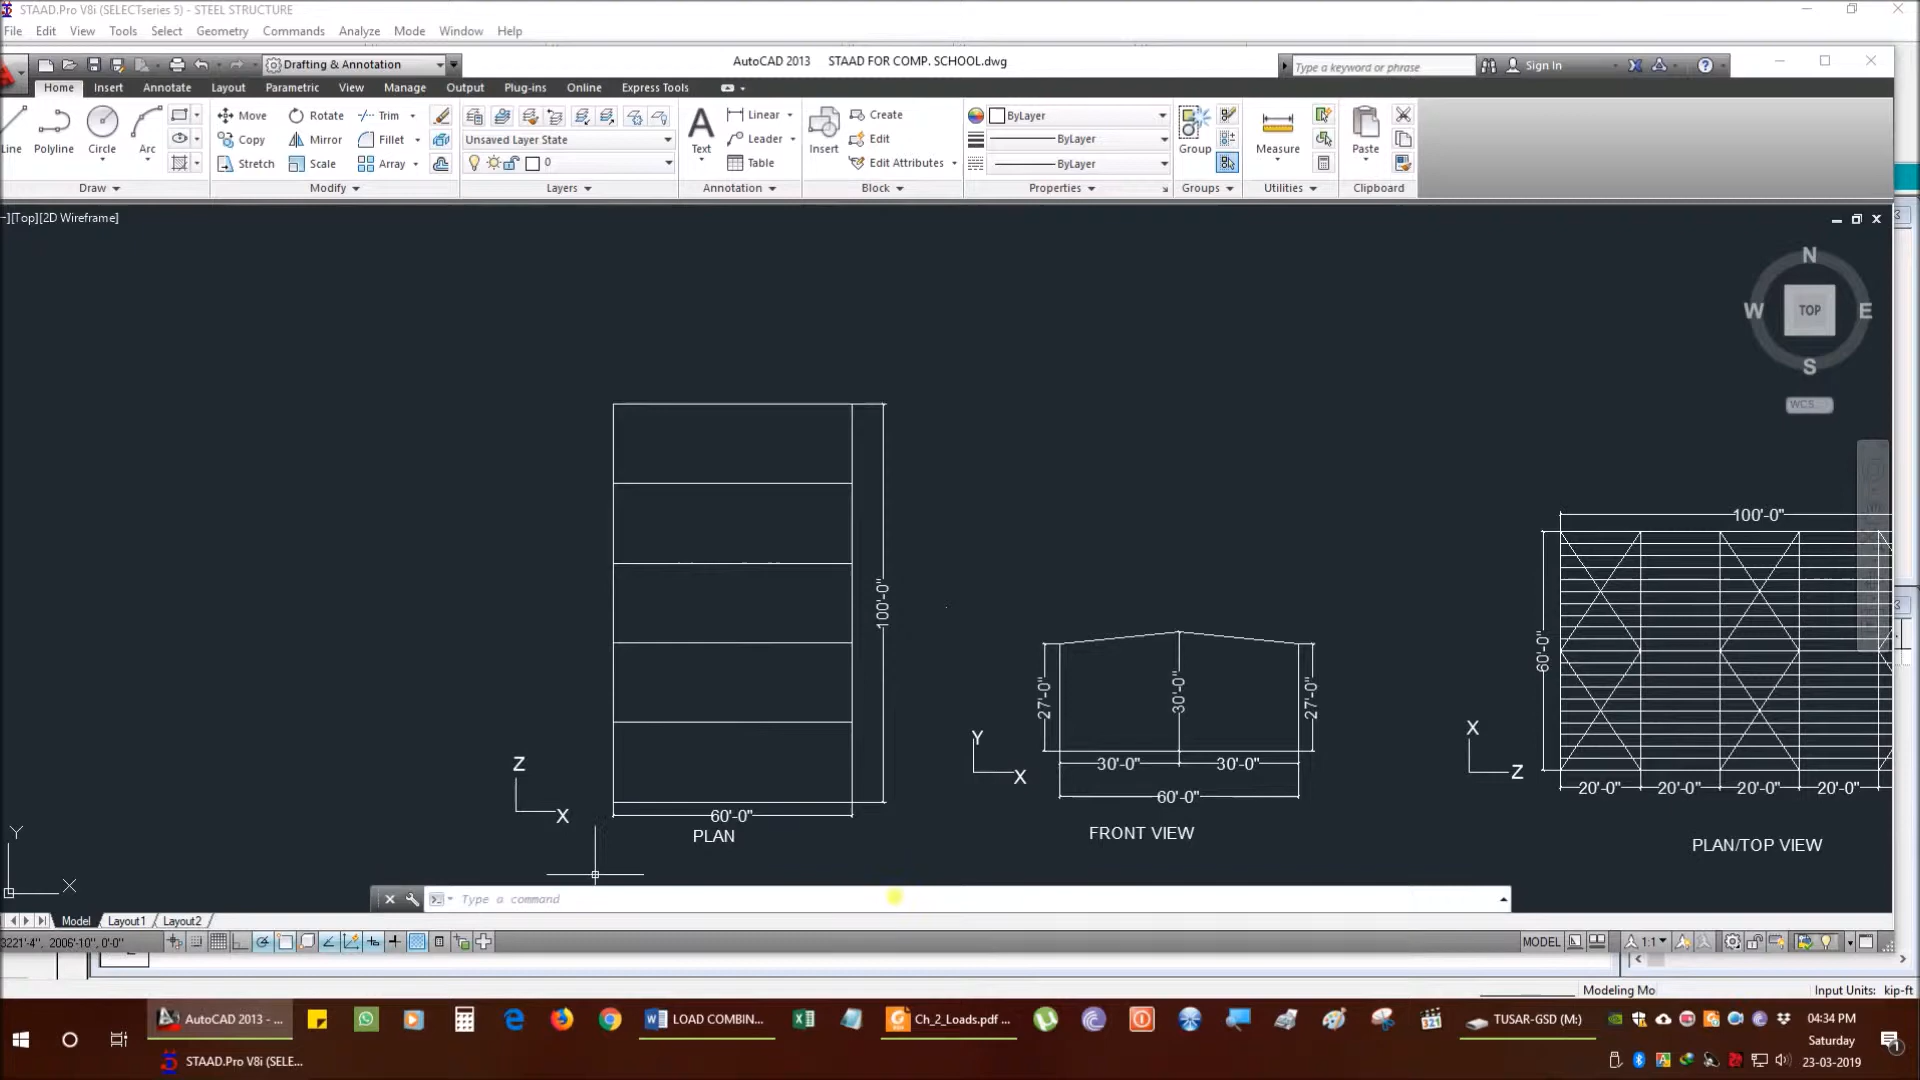 STAAD.Pro V8i (SELECTseries 5) - STEEL STRUCTURE
File Edit View Tools Select Geometry Commands Analyze Mode Window Help
Drafting & Annotation
AutoCAD 2013 STAAD FOR COMP. SCHOOL.dwg
Type a keyword or phrase
Sign In
Home Insert Annotate Layout Parametric View Manage Output Plug-ins Online Express Tools
Line Polyline Circle Arc
Move Rotate Trim
Copy Mirror Fillet
Stretch Scale Array
Unsaved Layer State
0
Text
Linear
Leader
Table
Insert
Create
Edit
Edit Attributes
ByLayer
ByLayer
ByLayer
Group
Measure
Paste
Draw Modify Layers Annotation Block Properties Groups Utilities Clipboard
–][Top][2D Wireframe]
N
W TOP E
S
WCS
100'-0"
60'-0"
PLAN
Z
X
27'-0"
30'-0"
27'-0"
30'-0" 30'-0"
60'-0"
FRONT VIEW
Y
X
100'-0"
60'-0"
20'-0" 20'-0" 20'-0" 20'-0"
PLAN/TOP VIEW
X
Z
Y
X
Type a command
Model Layout1 Layout2
3221'-4", 2006'-10", 0'-0"
MODEL
1:1
Modeling Mo
Input Units: kip-ft
AutoCAD 2013 - ...
LOAD COMBIN...
Ch_2_Loads.pdf ...
321
TUSAR-GSD (M:)
04:34 PM
Saturday
23-03-2019
1
STAAD.Pro V8i (SELE...